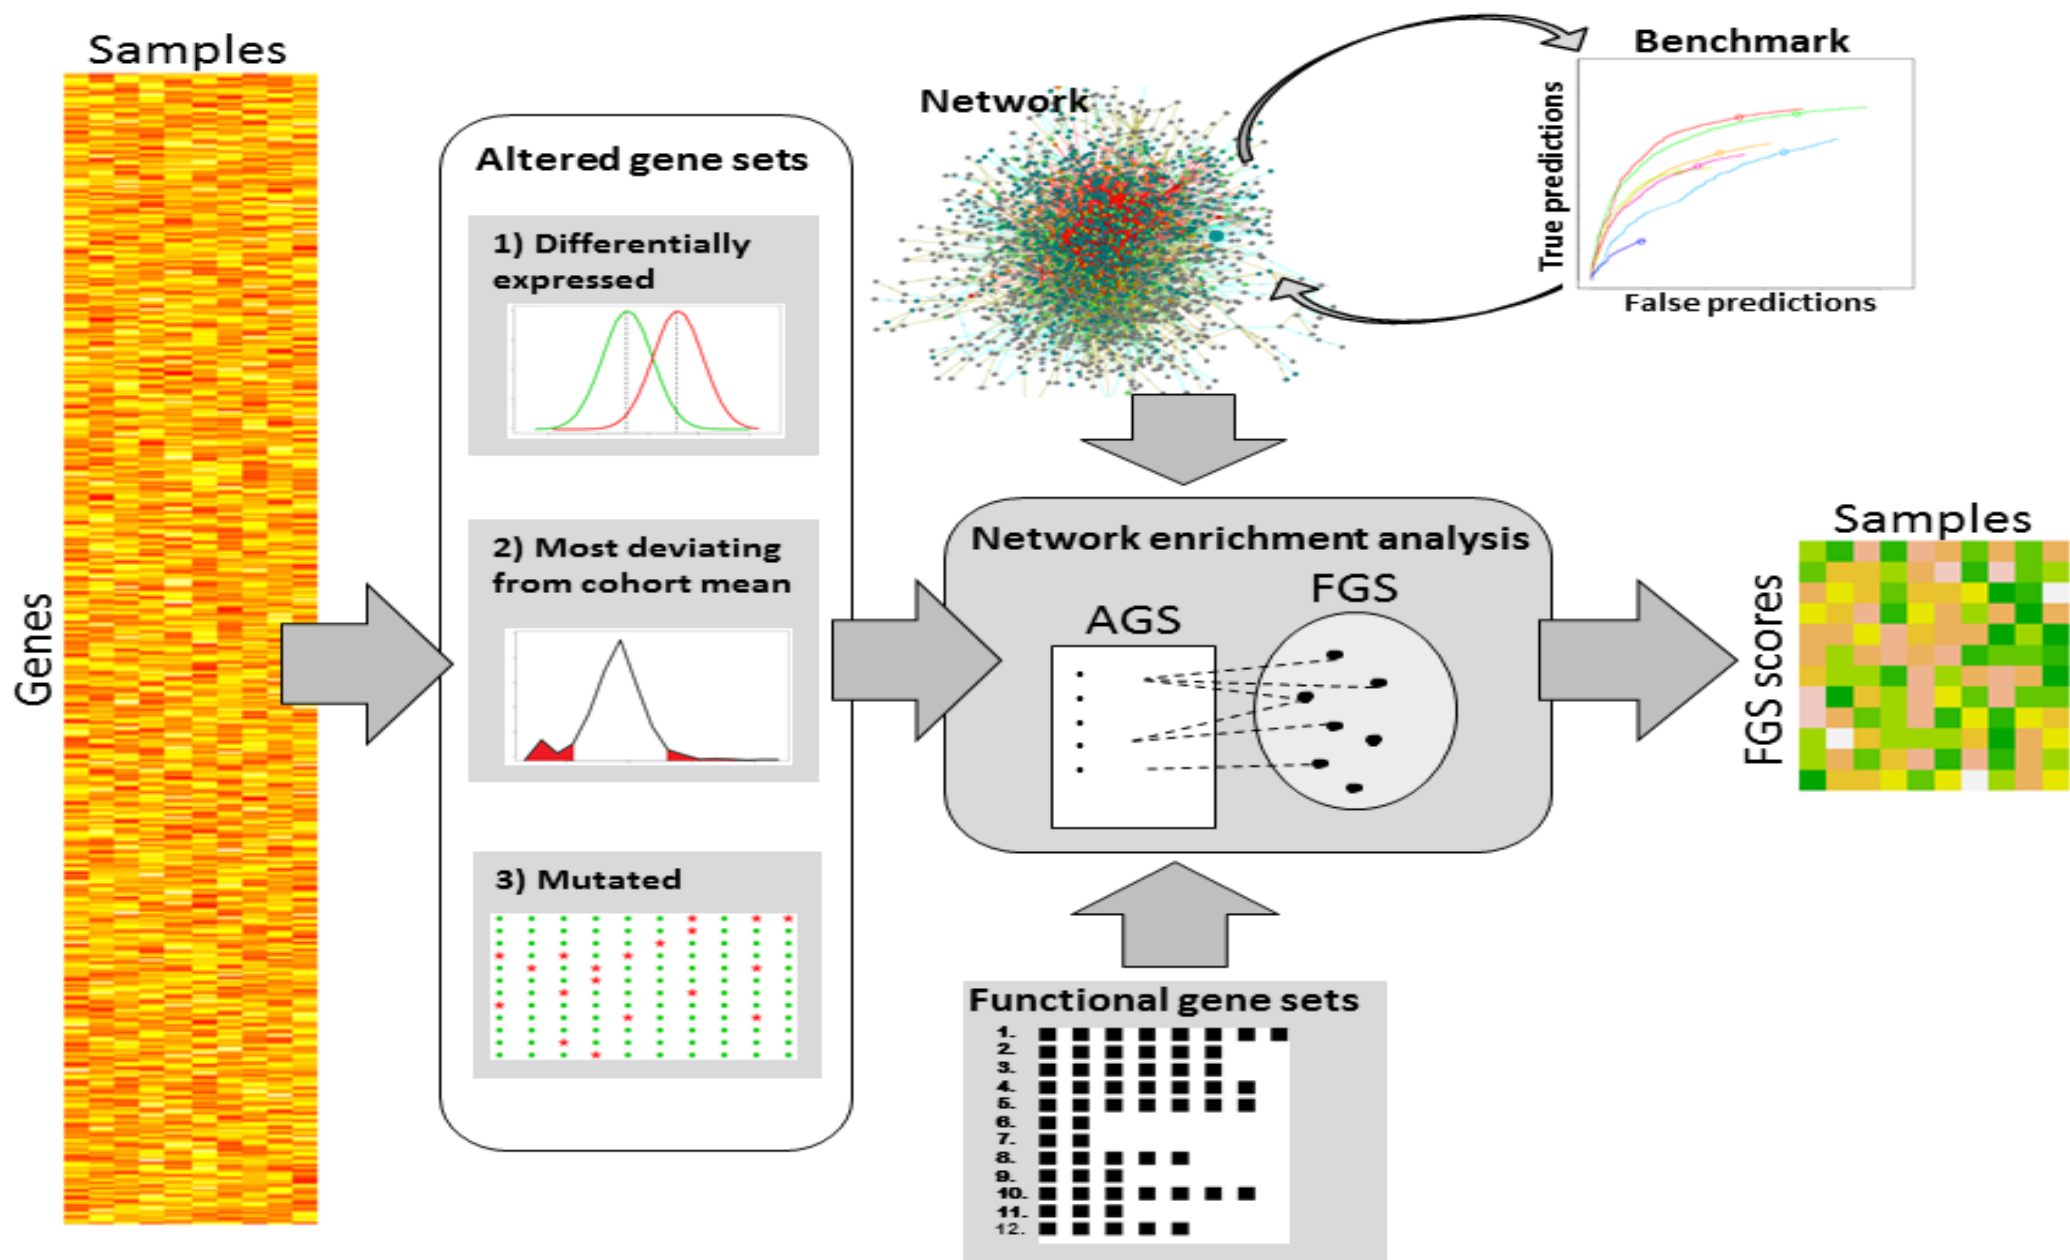 Samples
Genes
Altered gene sets
1) Differentially
expressed
2) Most deviating
from cohort mean
3) Mutated
Network
Benchmark
True predictions
False predictions
Network enrichment analysis
AGS
FGS
Functional gene sets
1.
2.
3.
4.
5.
6.
7.
8.
9.
10.
11.
12.
Samples
FGS scores